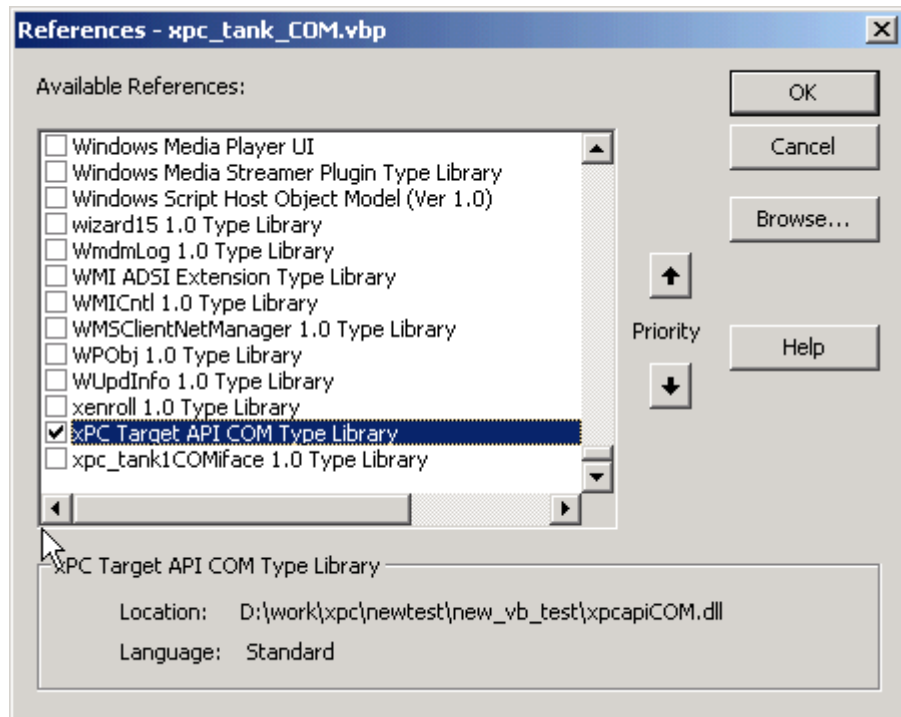 References - xpc_tank_COM.vbp
Available References:
OK
Cancel
Browse...
Priority
Help
Windows Media Player UI
Windows Media Streamer Plugin Type Library
Windows Script Host Object Model (Ver 1.0)
wizard15 1.0 Type Library
WmdmLog 1.0 Type Library
WMI ADSI Extension Type Library
WMICntl 1.0 Type Library
WMSClientNetManager 1.0 Type Library
WPObj 1.0 Type Library
WUpdInfo 1.0 Type Library
xenroll 1.0 Type Library
xPC Target API COM Type Library
xpc_tank1COMiface 1.0 Type Library
xPC Target API COM Type Library
Location: D:\work\xpc\newtest\new_vb_test\xpcapiCOM.dll
Language: Standard